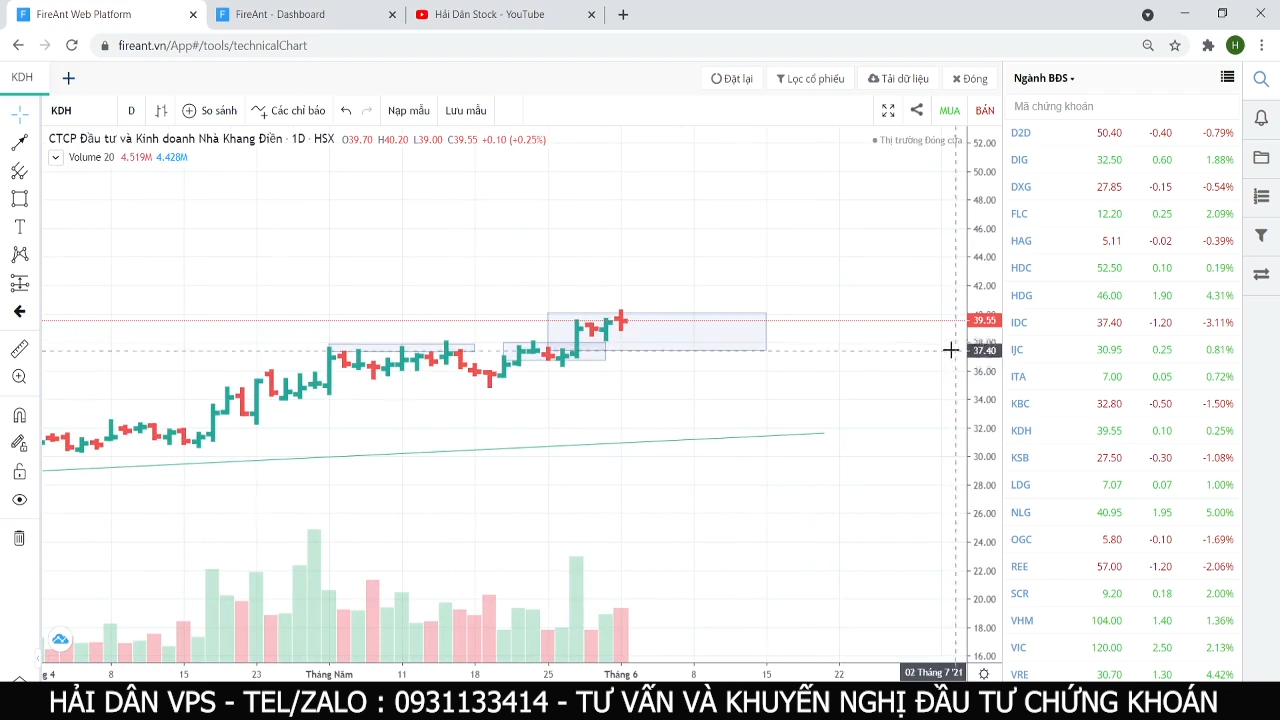 FireAnt Web Platform
FireAnt - Dashboard
Hải Dân Stock - YouTube
fireant.vn/App#/tools/technicalChart
H
KDH
Đặt lại
Lọc cổ phiếu
Tải dữ liệu
Đóng
Ngành BĐS
KDH
D
So sánh
Các chỉ báo
Nạp mẫu
Lưu mẫu
MUA
BÁN
Mã chứng khoán
CTCP Đầu tư và Kinh doanh Nhà Khang Điền · 1D · HSX O39.70 H40.20 L39.00 C39.55 +0.10 (+0.25%)
Thị trường Đóng cửa
Volume 20 4.519M 4.428M
52.00
50.00
48.00
46.00
44.00
42.00
39.55
37.40
36.00
34.00
32.00
30.00
28.00
26.00
24.00
22.00
20.00
18.00
16.00
D2D 50.40 -0.40 -0.79%
DIG 32.50 0.60 1.88%
DXG 27.85 -0.15 -0.54%
FLC 12.20 0.25 2.09%
HAG 5.11 -0.02 -0.39%
HDC 52.50 0.10 0.19%
HDG 46.00 1.90 4.31%
IDC 37.40 -1.20 -3.11%
IJC 30.95 0.25 0.81%
ITA 7.00 0.05 0.72%
KBC 32.80 -0.50 -1.50%
KDH 39.55 0.10 0.25%
KSB 27.50 -0.30 -1.08%
LDG 7.07 0.07 1.00%
NLG 40.95 1.95 5.00%
OGC 5.80 -0.10 -1.69%
REE 57.00 -1.20 -2.06%
SCR 9.20 0.18 2.00%
VHM 104.00 1.40 1.36%
VIC 120.00 2.50 2.13%
VRE 30.70 1.30 4.42%
g 4 8 15 23 Tháng Năm 11 18 25 Tháng 6 8 15 22 02 Tháng 7 '21
HẢI DÂN VPS - TEL/ZALO : 0931133414 - TƯ VẤN VÀ KHUYẾN NGHỊ ĐẦU TƯ CHỨNG KHOÁN